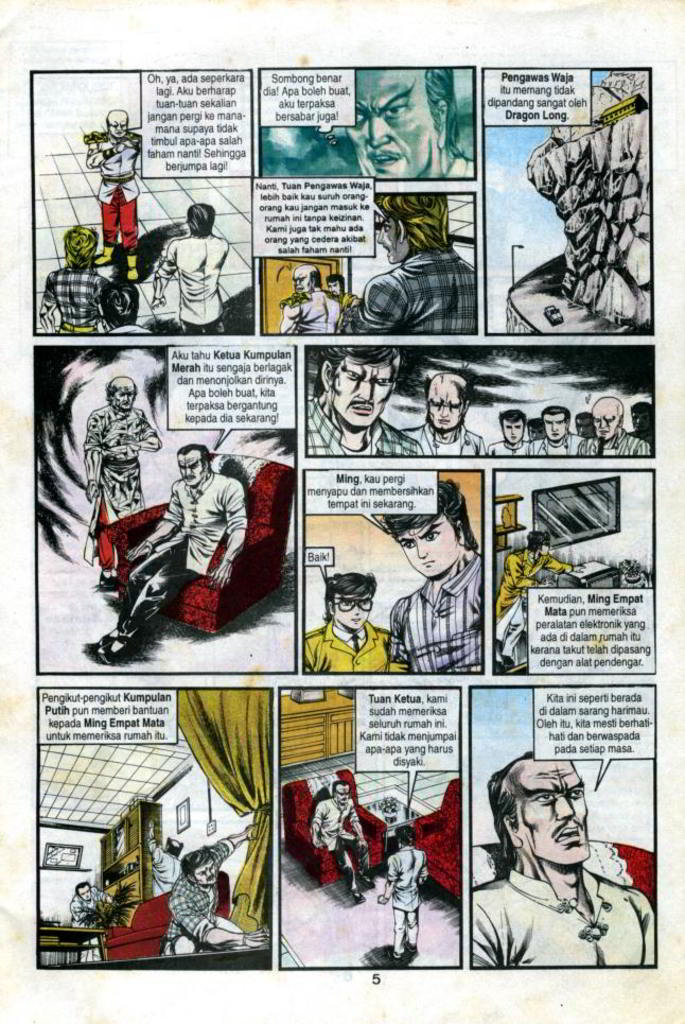 Oh, ya, ada seperkara
lagi. Aku berharap
tuan-tuan sekalian
jangan pergi ke mana-
mana supaya tidak
timbul apa-apa salah
faham nanti! Sehingga
berjumpa lagi!
Sombong benar
dia! Apa boleh buat,
aku terpaksa
bersabar juga!
Nanti, Tuan Pengawas Waja,
lebih baik kau suruh orang-
orang kau jangan masuk ke
rumah ini tanpa keizinan.
Kami juga tak mahu ada
orang yang cedera akibat
salah faham nanti!
Pengawas Waja
itu memang tidak
dipandang sangat oleh
Dragon Long.
Aku tahu Ketua Kumpulan
Merah itu sengaja berlagak
dan menonjolkan dirinya.
Apa boleh buat, kita
terpaksa bergantung
kepada dia sekarang!
Ming, kau pergi
menyapu dan membersihkan
tempat ini sekarang.
Baik!
Kemudian, Ming Empat
Mata pun memeriksa
peralatan elektronik yang
ada di dalam rumah itu
kerana takut telah dipasang
dengan alat pendengar.
Pengikut-pengikut Kumpulan
Putih pun memberi bantuan
kepada Ming Empat Mata
untuk memeriksa rumah itu.
Tuan Ketua, kami
sudah memeriksa
seluruh rumah ini.
Kami tidak menjumpai
apa-apa yang harus
disyaki.
Kita ini seperti berada
di dalam sarang harimau.
Oleh itu, kita mesti berhati-
hati dan berwaspada
pada setiap masa.
5